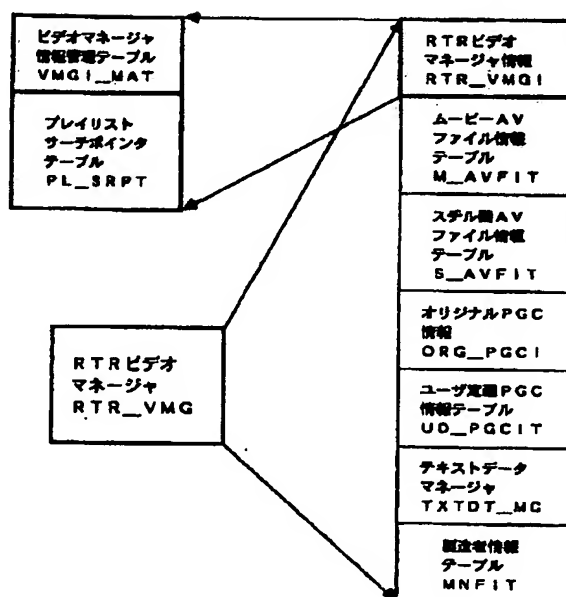 ビデオマネージャ
情報管理テーブル
VMGI_MAT
プレイリスト
サーチポインタ
テーブル
PL_SRPT
RTRビデオ
マネージャ
RTR_VMG
RTRビデオ
マネージャ情報
RTR_VMGI
ムービーAV
ファイル情報
テーブル
M_AVFIT
スチル画AV
ファイル情報
テーブル
S_AVFIT
オリジナルPGC
情報
ORG_PGCI
ユーザ定義PGC
情報テーブル
UD_PGCIT
テキストデータ
マネージャ
TXTDT_MG
製造者情報
テーブル
MNFIT